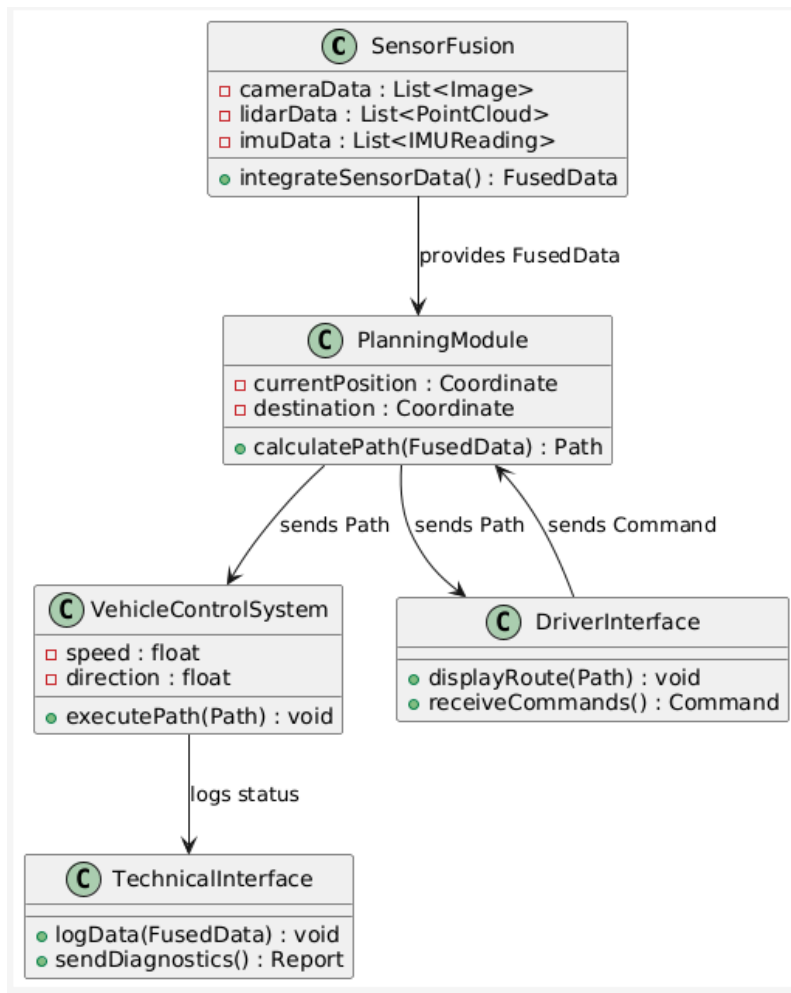 C SensorFusion
cameraData : List<Image>
lidarData : List<PointCloud>
imuData : List<IMUReading>
integrateSensorData() : FusedData
provides FusedData
C PlanningModule
currentPosition : Coordinate
destination : Coordinate
calculatePath(FusedData) : Path
sends Path
sends Path
sends Command
C VehicleControlSystem
speed : float
direction : float
executePath(Path) : void
C DriverInterface
displayRoute(Path) : void
receiveCommands() : Command
logs status
C TechnicalInterface
logData(FusedData) : void
sendDiagnostics() : Report